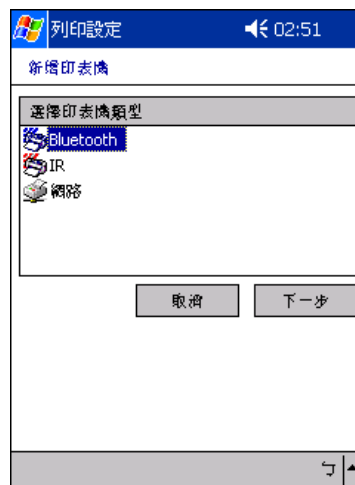 列印設定 02:51
新增印表機
選擇印表機類型
Bluetooth
IR
網路
取消 下一步
ㄅ